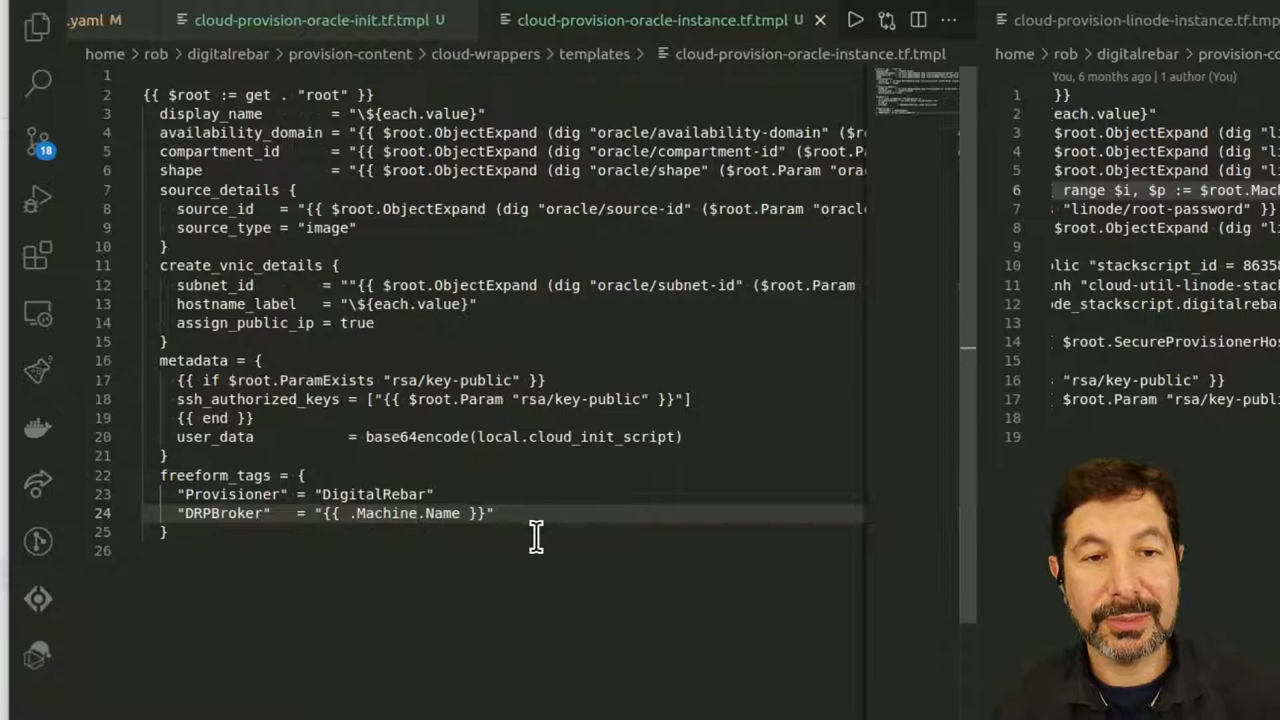 .yaml M
cloud-provision-oracle-init.tf.tmpl U
cloud-provision-oracle-instance.tf.tmpl U
cloud-provision-linode-instance.tf.tmp
home > rob > digitalrebar > provision-content > cloud-wrappers > templates > cloud-provision-oracle-instance.tf.tmpl
home > rob > digitalrebar > provision-co
18
1
2 {{ $root := get . "root" }}
3 display_name = "\${each.value}"
4 availability_domain = "{{ $root.ObjectExpand (dig "oracle/availability-domain" ($ro
5 compartment_id = "{{ $root.ObjectExpand (dig "oracle/compartment-id" ($root.Pa
6 shape = "{{ $root.ObjectExpand (dig "oracle/shape" ($root.Param "ora
7 source_details {
8 source_id = "{{ $root.ObjectExpand (dig "oracle/source-id" ($root.Param "oracl
9 source_type = "image"
10 }
11 create_vnic_details {
12 subnet_id = ""{{ $root.ObjectExpand (dig "oracle/subnet-id" ($root.Param
13 hostname_label = "\${each.value}"
14 assign_public_ip = true
15 }
16 metadata = {
17 {{ if $root.ParamExists "rsa/key-public" }}
18 ssh_authorized_keys = ["{{ $root.Param "rsa/key-public" }}"]
19 {{ end }}
20 user_data = base64encode(local.cloud_init_script)
21 }
22 freeform_tags = {
23 "Provisioner" = "DigitalRebar"
24 "DRPBroker" = "{{ .Machine.Name }}"
25 }
26
You, 6 months ago | 1 author (You)
1 }}
2 each.value}"
3 $root.ObjectExpand (dig "li
4 $root.ObjectExpand (dig "li
5 $root.ObjectExpand (dig "li
6 range $i, $p := $root.Mac
7 "linode/root-password" }}
8 $root.ObjectExpand (dig "li
9
10 lic "stackscript_id = 8635
11 nh "cloud-util-linode-stac
12 de_stackscript.digitalrebar
13
14 $root.SecureProvisionerHos
15
16 "rsa/key-public" }}
17 $root.Param "rsa/key-public
18
19